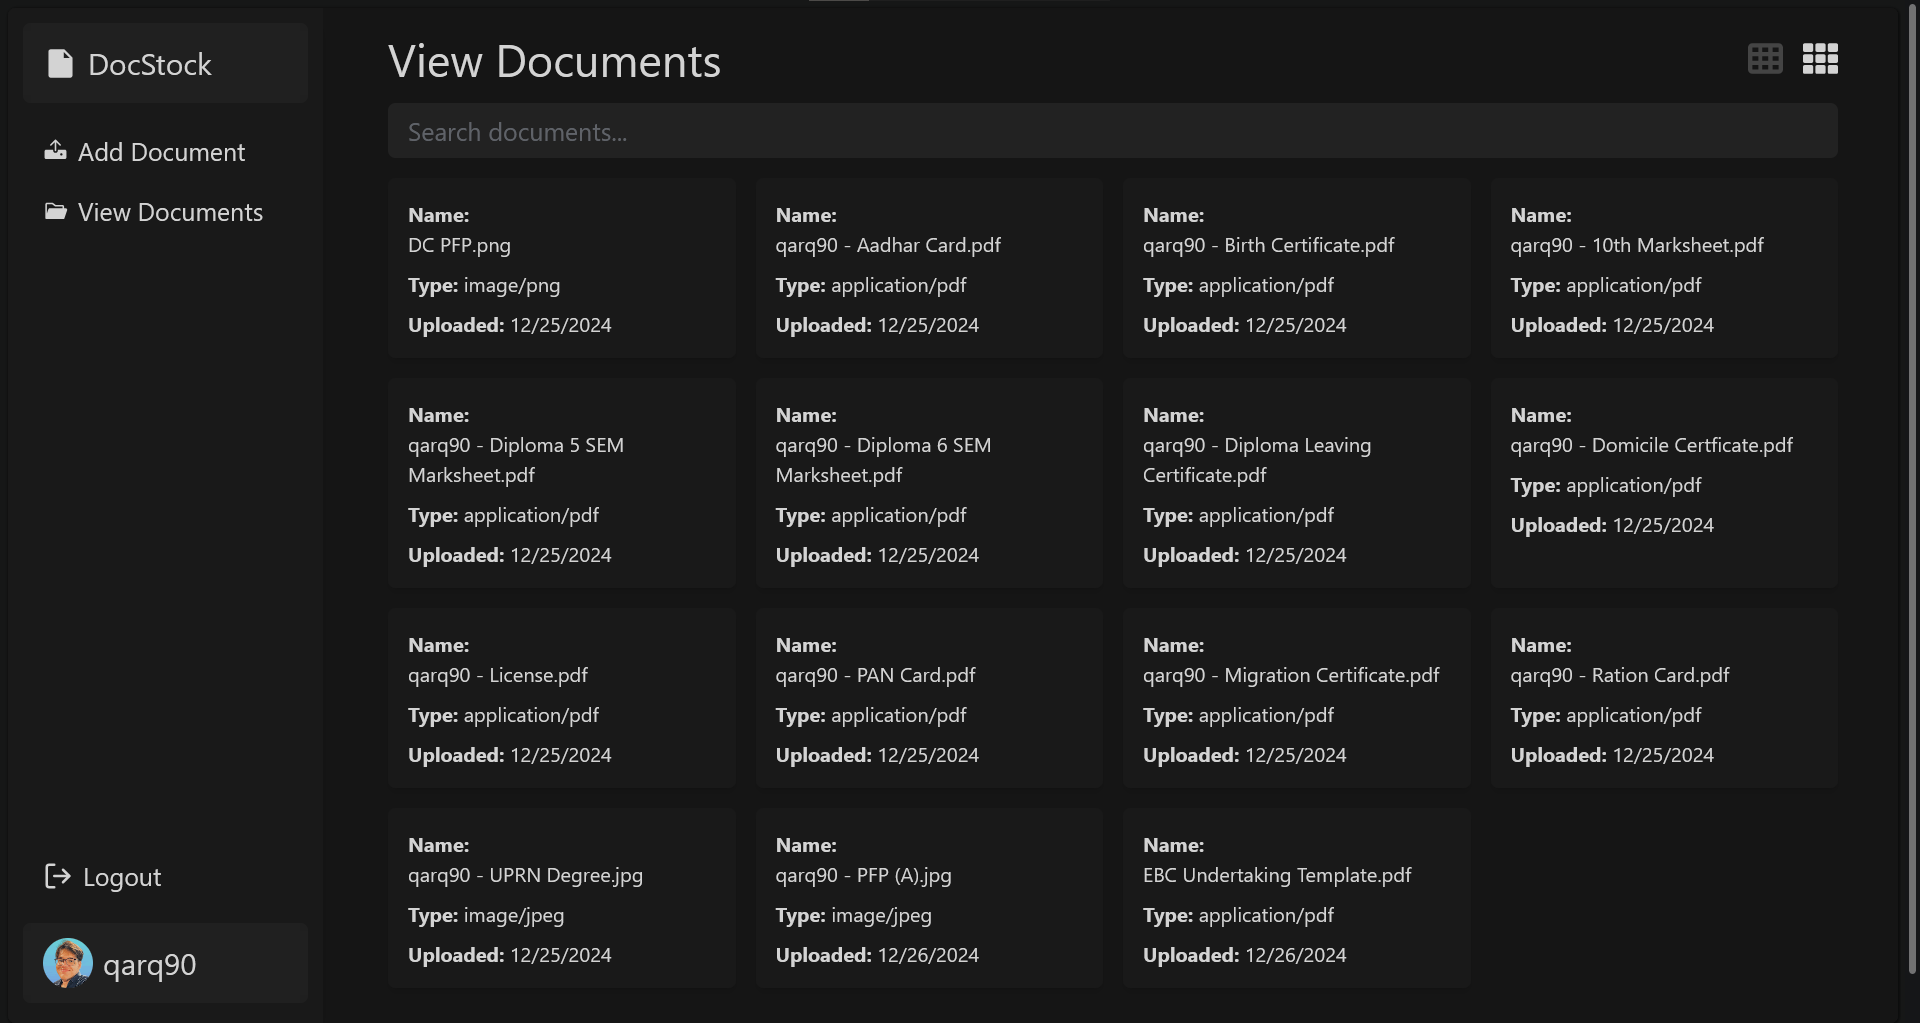 DocStock
Add Document
View Documents
Logout
qarq90
View Documents
Search documents...
Name:
DC PFP.png
Type: image/png
Uploaded: 12/25/2024
Name:
qarq90 - Aadhar Card.pdf
Type: application/pdf
Uploaded: 12/25/2024
Name:
qarq90 - Birth Certificate.pdf
Type: application/pdf
Uploaded: 12/25/2024
Name:
qarq90 - 10th Marksheet.pdf
Type: application/pdf
Uploaded: 12/25/2024
Name:
qarq90 - Diploma 5 SEM
Marksheet.pdf
Type: application/pdf
Uploaded: 12/25/2024
Name:
qarq90 - Diploma 6 SEM
Marksheet.pdf
Type: application/pdf
Uploaded: 12/25/2024
Name:
qarq90 - Diploma Leaving
Certificate.pdf
Type: application/pdf
Uploaded: 12/25/2024
Name:
qarq90 - Domicile Certficate.pdf
Type: application/pdf
Uploaded: 12/25/2024
Name:
qarq90 - License.pdf
Type: application/pdf
Uploaded: 12/25/2024
Name:
qarq90 - PAN Card.pdf
Type: application/pdf
Uploaded: 12/25/2024
Name:
qarq90 - Migration Certificate.pdf
Type: application/pdf
Uploaded: 12/25/2024
Name:
qarq90 - Ration Card.pdf
Type: application/pdf
Uploaded: 12/25/2024
Name:
qarq90 - UPRN Degree.jpg
Type: image/jpeg
Uploaded: 12/25/2024
Name:
qarq90 - PFP (A).jpg
Type: image/jpeg
Uploaded: 12/26/2024
Name:
EBC Undertaking Template.pdf
Type: application/pdf
Uploaded: 12/26/2024